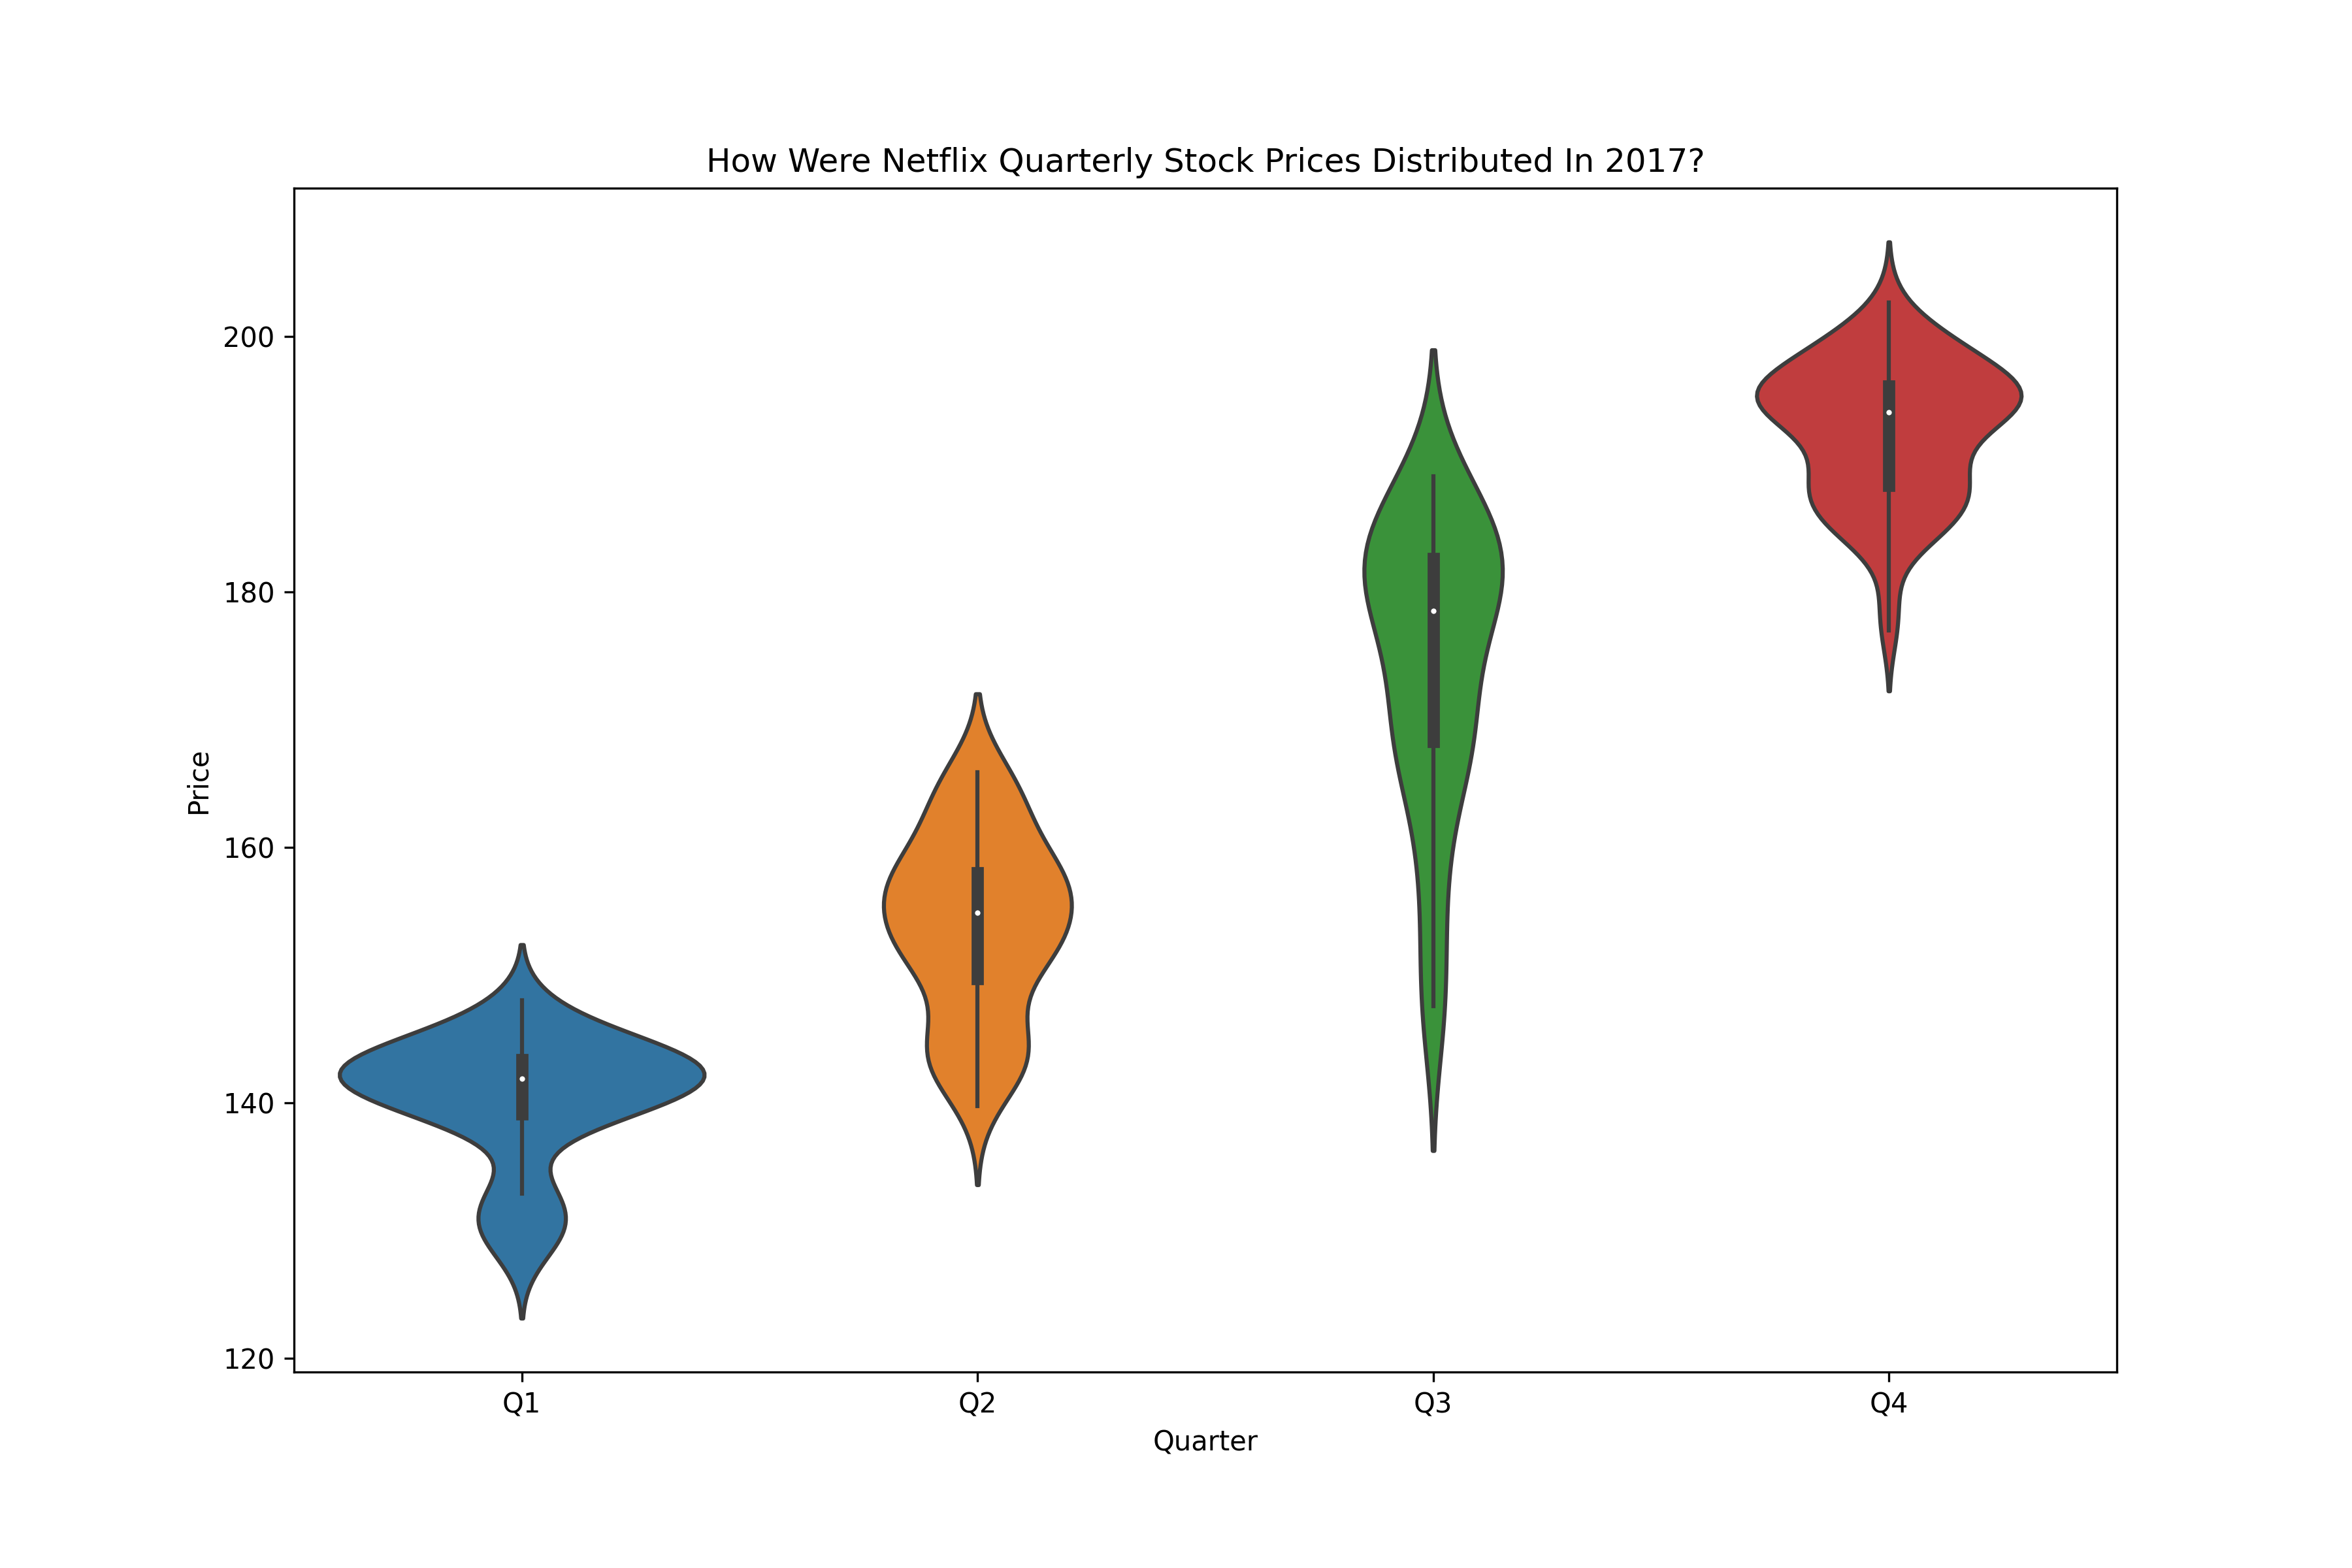 How Were Netflix Quarterly Stock Prices Distributed In 2017?
200
180
160
140
120
Price
Q1 Q2 Q3 Q4
Quarter